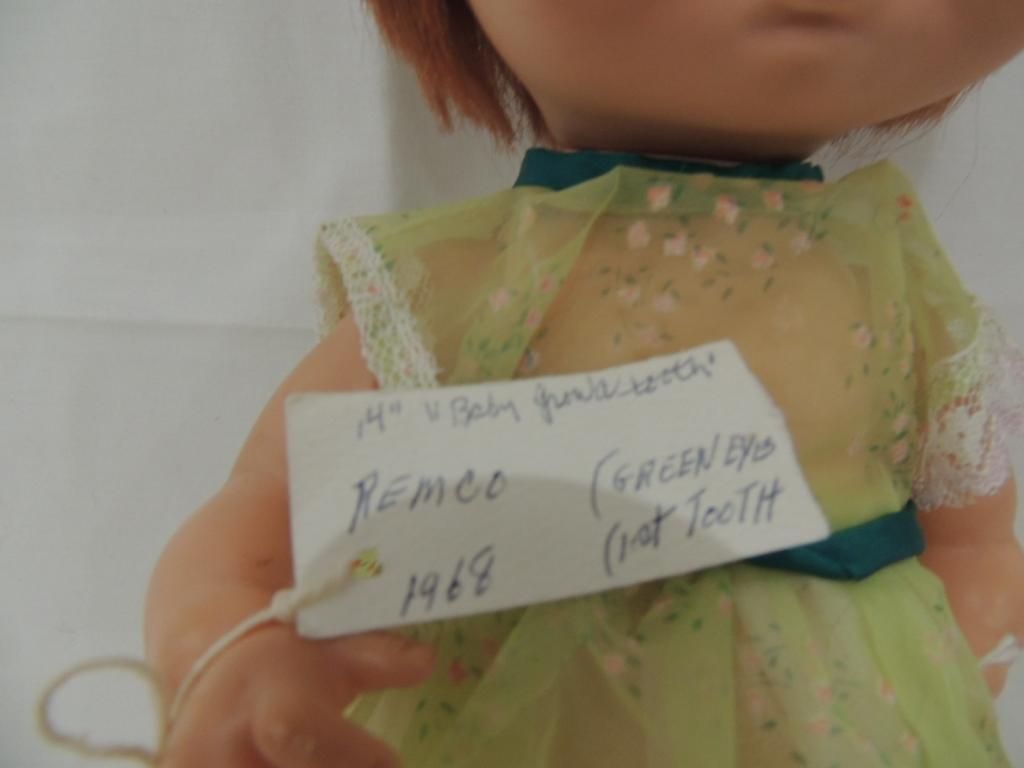 14" "Baby grow a tooth"
REMCO (GREEN EYES
1968 (1st TOOTH